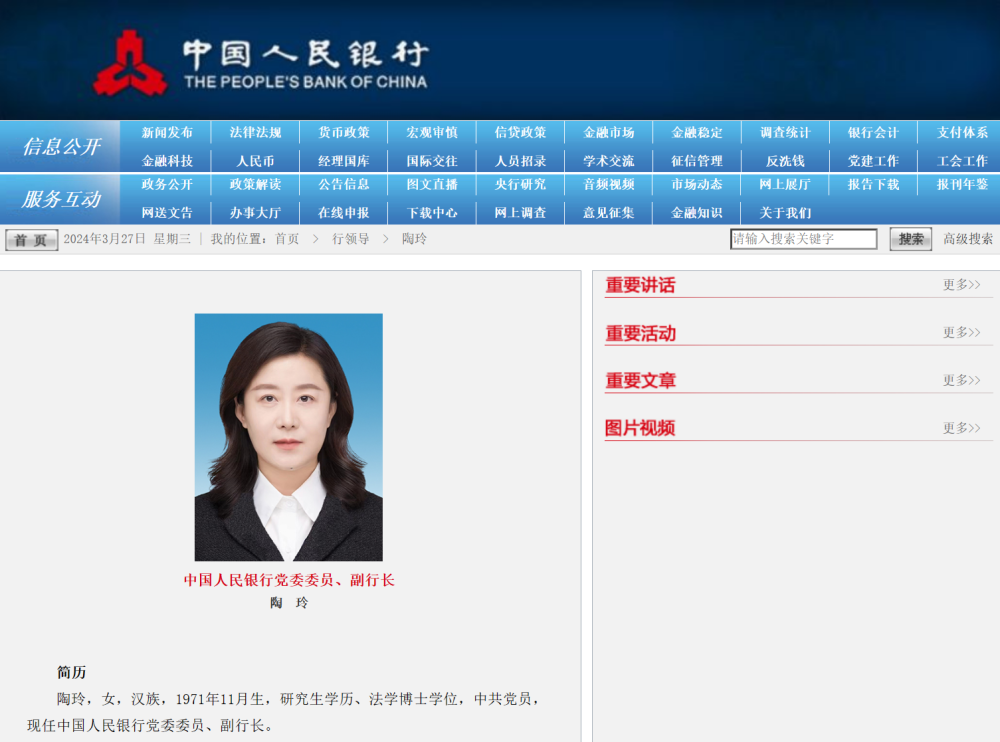 中国人民银行
THE PEOPLE'S BANK OF CHINA
信息公开
新闻发布 法律法规 货币政策 宏观审慎 信贷政策 金融市场 金融稳定 调查统计 银行会计 支付体系
金融科技 人民币 经理国库 国际交往 人员招录 学术交流 征信管理 反洗钱 党建工作 工会工作
服务互动
政务公开 政策解读 公告信息 图文直播 央行研究 音频视频 市场动态 网上展厅 报告下载 报刊年鉴
网送文告 办事大厅 在线申报 下载中心 网上调查 意见征集 金融知识 关于我们
首 页 2024年3月27日 星期三 | 我的位置: 首页 > 行领导 > 陶玲 请输入搜索关键字 搜索 高级搜索
重要讲话 更多>>
重要活动 更多>>
重要文章 更多>>
图片视频 更多>>
中国人民银行党委委员、副行长
陶 玲
简历
陶玲，女，汉族，1971年11月生，研究生学历、法学博士学位，中共党员，
现任中国人民银行党委委员、副行长。